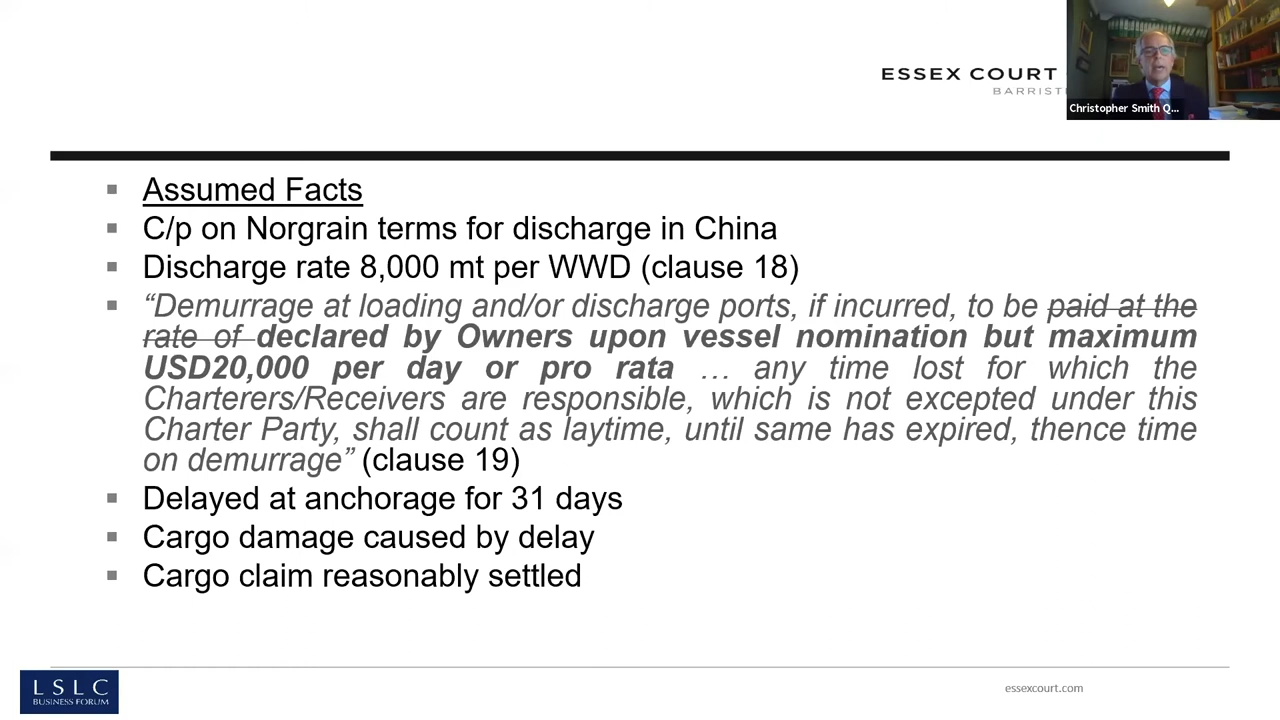 ESSEX COURT
BARRIST
Christopher Smith Q...
Assumed Facts
C/p on Norgrain terms for discharge in China
Discharge rate 8,000 mt per WWD (clause 18)
“Demurrage at loading and/or discharge ports, if incurred, to be paid at the
rate of declared by Owners upon vessel nomination but maximum
USD20,000 per day or pro rata … any time lost for which the
Charterers/Receivers are responsible, which is not excepted under this
Charter Party, shall count as laytime, until same has expired, thence time
on demurrage” (clause 19)
Delayed at anchorage for 31 days
Cargo damage caused by delay
Cargo claim reasonably settled
LSLC
BUSINESS FORUM
essexcourt.com